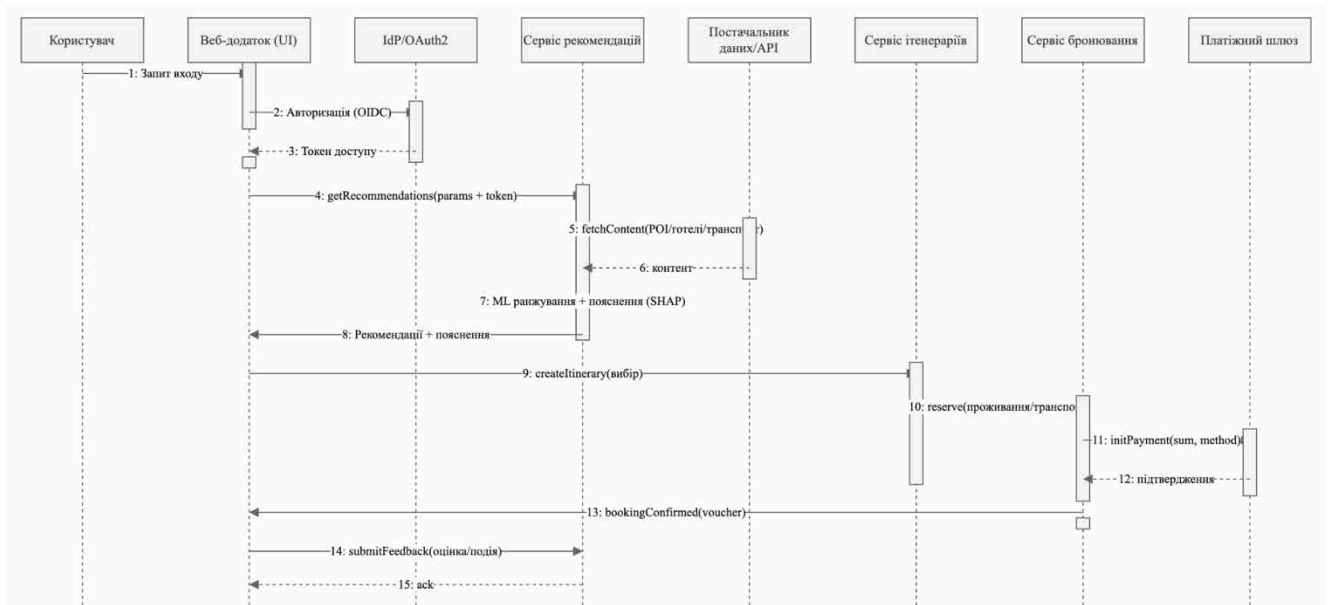 Користувач
Веб-додаток (UI)
IdP/OAuth2
Сервіс рекомендацій
Постачальник
даних/API
Сервіс ітенераріїв
Сервіс бронювання
Платіжний шлюз
1: Запит входу
2: Авторизація (OIDC)
3: Токен доступу
4: getRecommendations(params + token)
5: fetchContent(POI/готелі/трансп т)
6: контент
7: ML ранжування + пояснення (SHAP)
8: Рекомендації + пояснення
9: createItinerary(вибір)
10: reserve(проживання/транспо
11: initPayment(sum, method)
12: підтвердження
13: bookingConfirmed(voucher)
14: submitFeedback(оцінка/подія)
15: ack